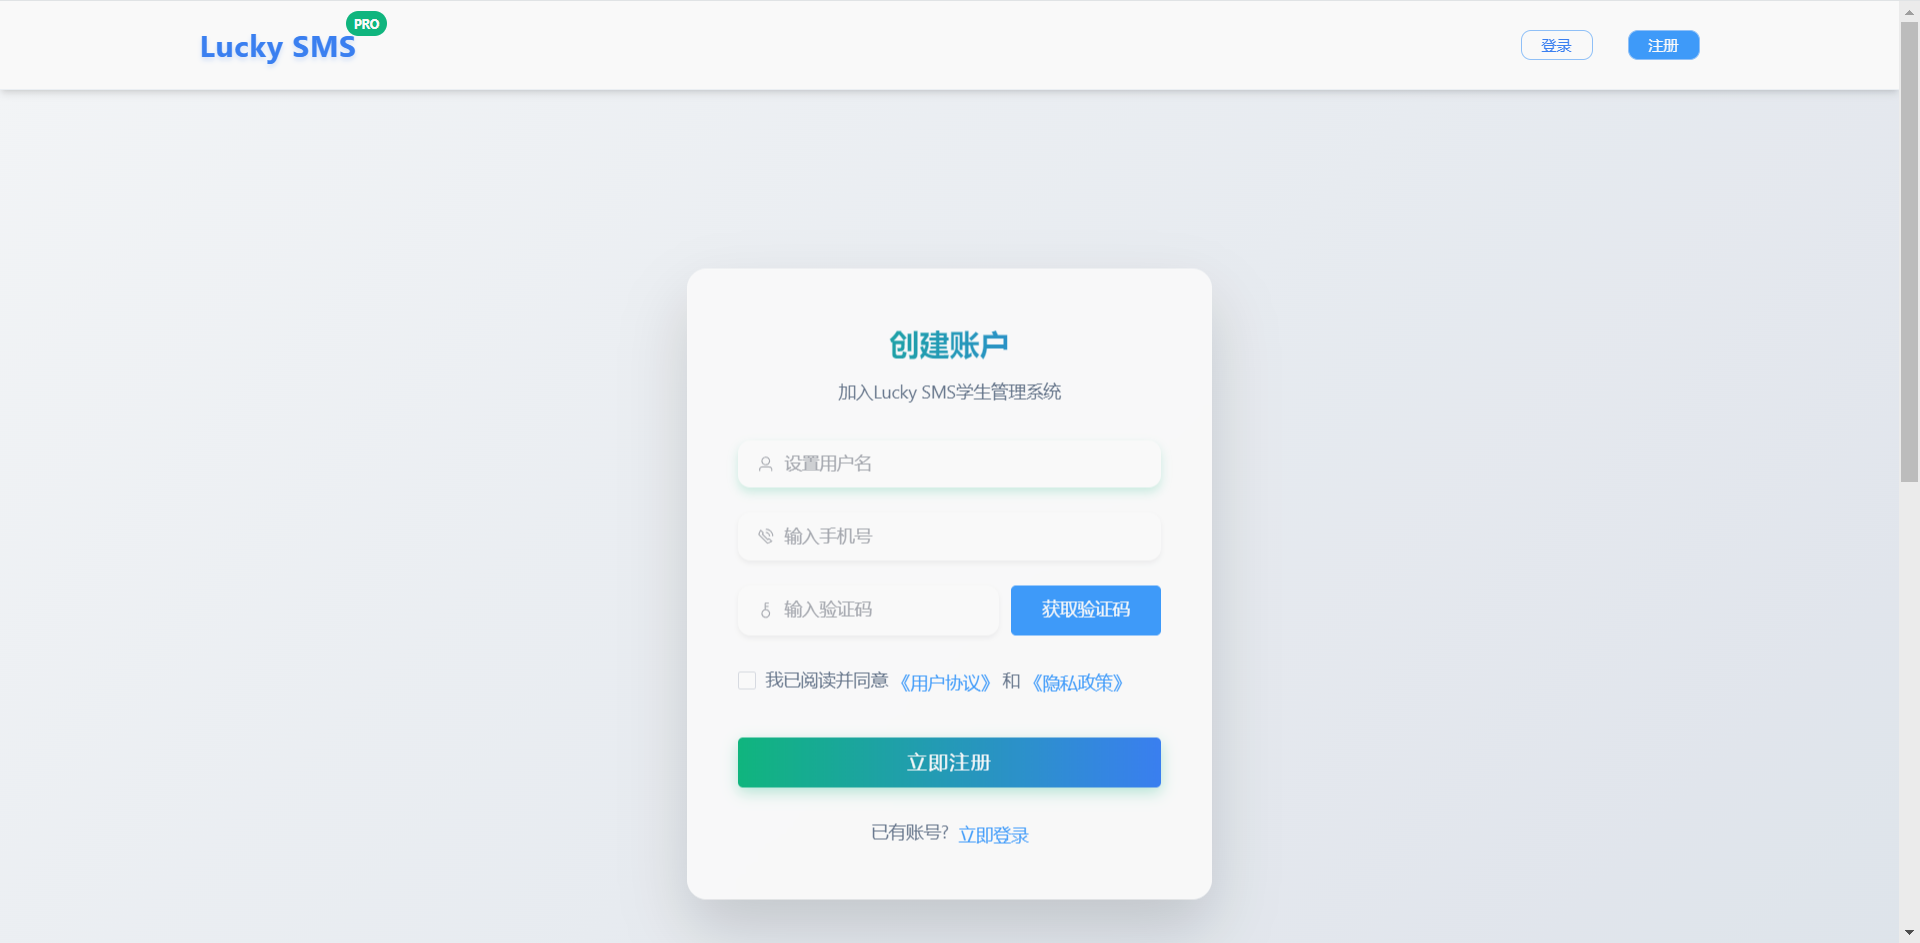 Lucky SMS PRO
登录 注册
创建账户
加入Lucky SMS学生管理系统
设置用户名
输入手机号
输入验证码 获取验证码
我已阅读并同意 《用户协议》 和 《隐私政策》
立即注册
已有账号? 立即登录